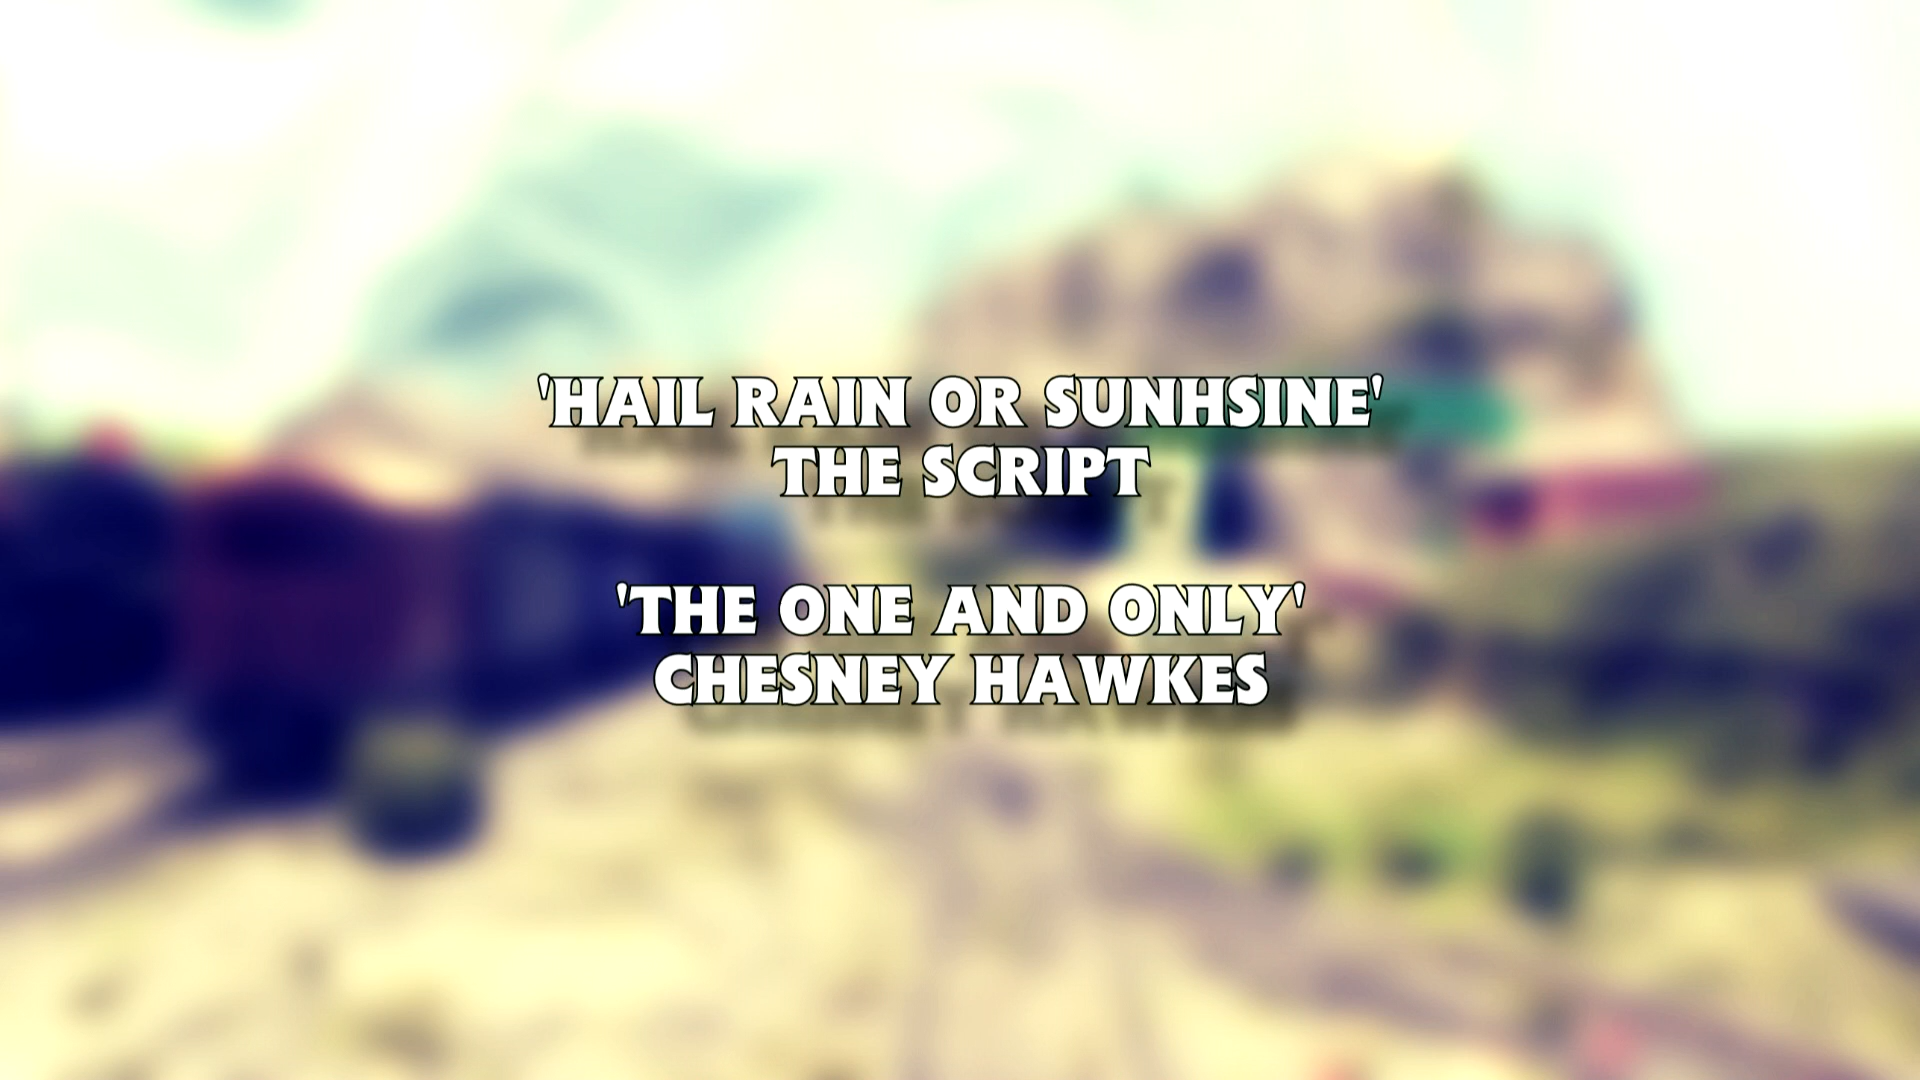 'HAIL RAIN OR SUNHSINE'
THE SCRIPT
'THE ONE AND ONLY'
CHESNEY HAWKES